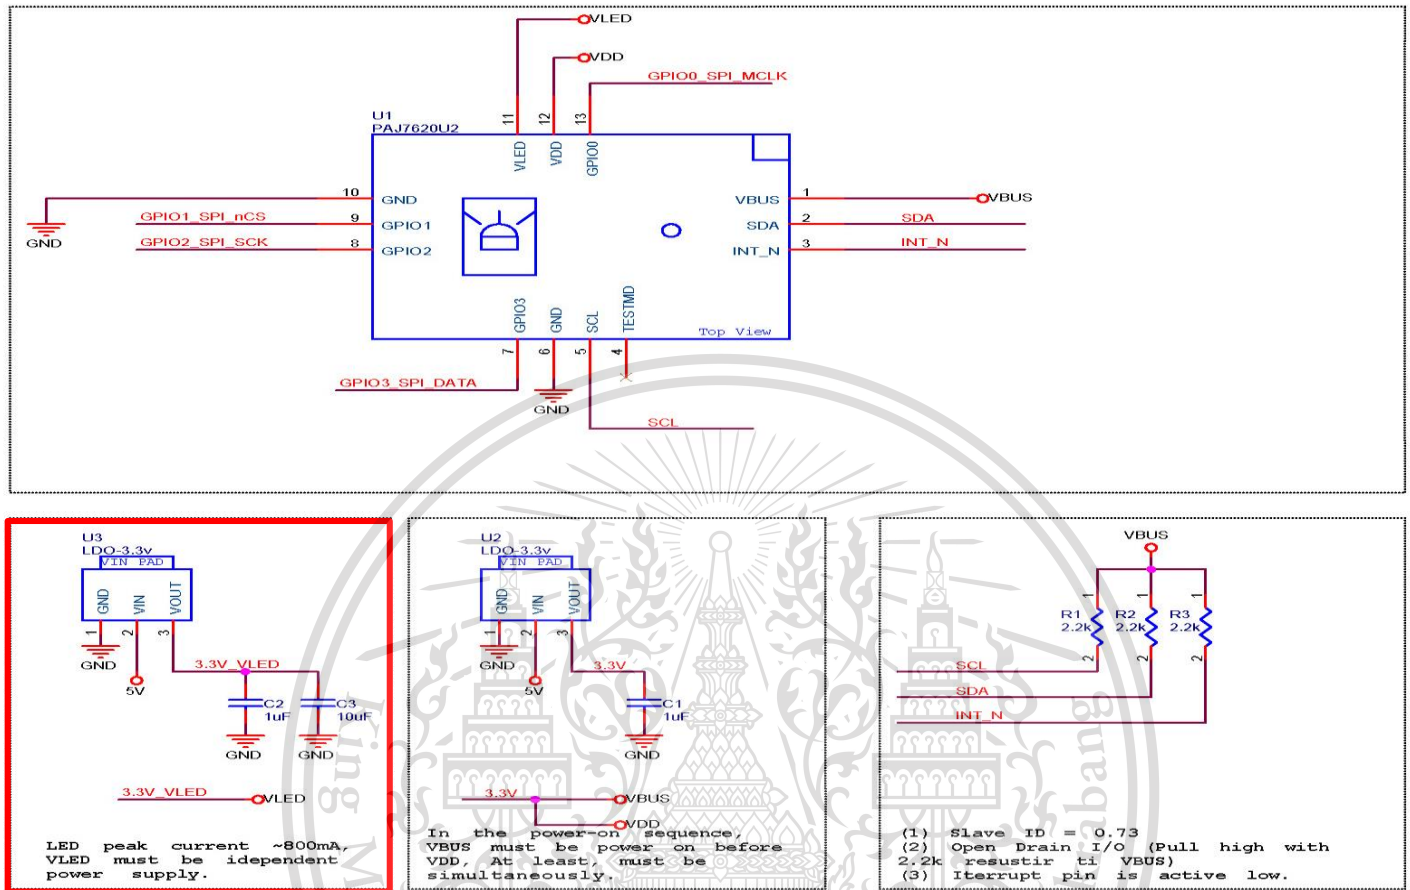 VLED
VDD
GPIO0_SPI_MCLK
U1
PAJ7620U2
11
12
13
VLED
VDD
GPIO0
10
GND
VBUS
1
VBUS
GND
GPIO1_SPI_nCS
9
GPIO1
SDA
2
SDA
GPIO2_SPI_SCK
8
GPIO2
INT_N
3
INT_N
GPIO3
GND
SCL
TESTMD
Top View
7
6
5
4
GPIO3_SPI_DATA
GND
SCL
U3
LDO-3.3v
VIN PAD
GND
VIN
VOUT
1
2
3
GND
3.3V_VLED
5V
C2
1uF
C3
10uF
GND
GND
3.3V_VLED
VLED
LED peak current ~800mA,
VLED must be idependent
power supply.
U2
LDO-3.3v
VIN PAD
GND
VIN
VOUT
1
2
3
GND
3.3V
5V
C1
1uF
GND
3.3V
VBUS
VDD
In the power-on sequence,
VBUS must be power on before
VDD, At least, must be
simultaneously.
VBUS
1
1
1
R1
2.2k
R2
2.2k
R3
2.2k
2
2
2
SCL
SDA
INT_N
(1) Slave ID = 0.73
(2) Open Drain I/O (Pull high with
2.2k resustir ti VBUS)
(3) Iterrupt pin is active low.
King M
krabang